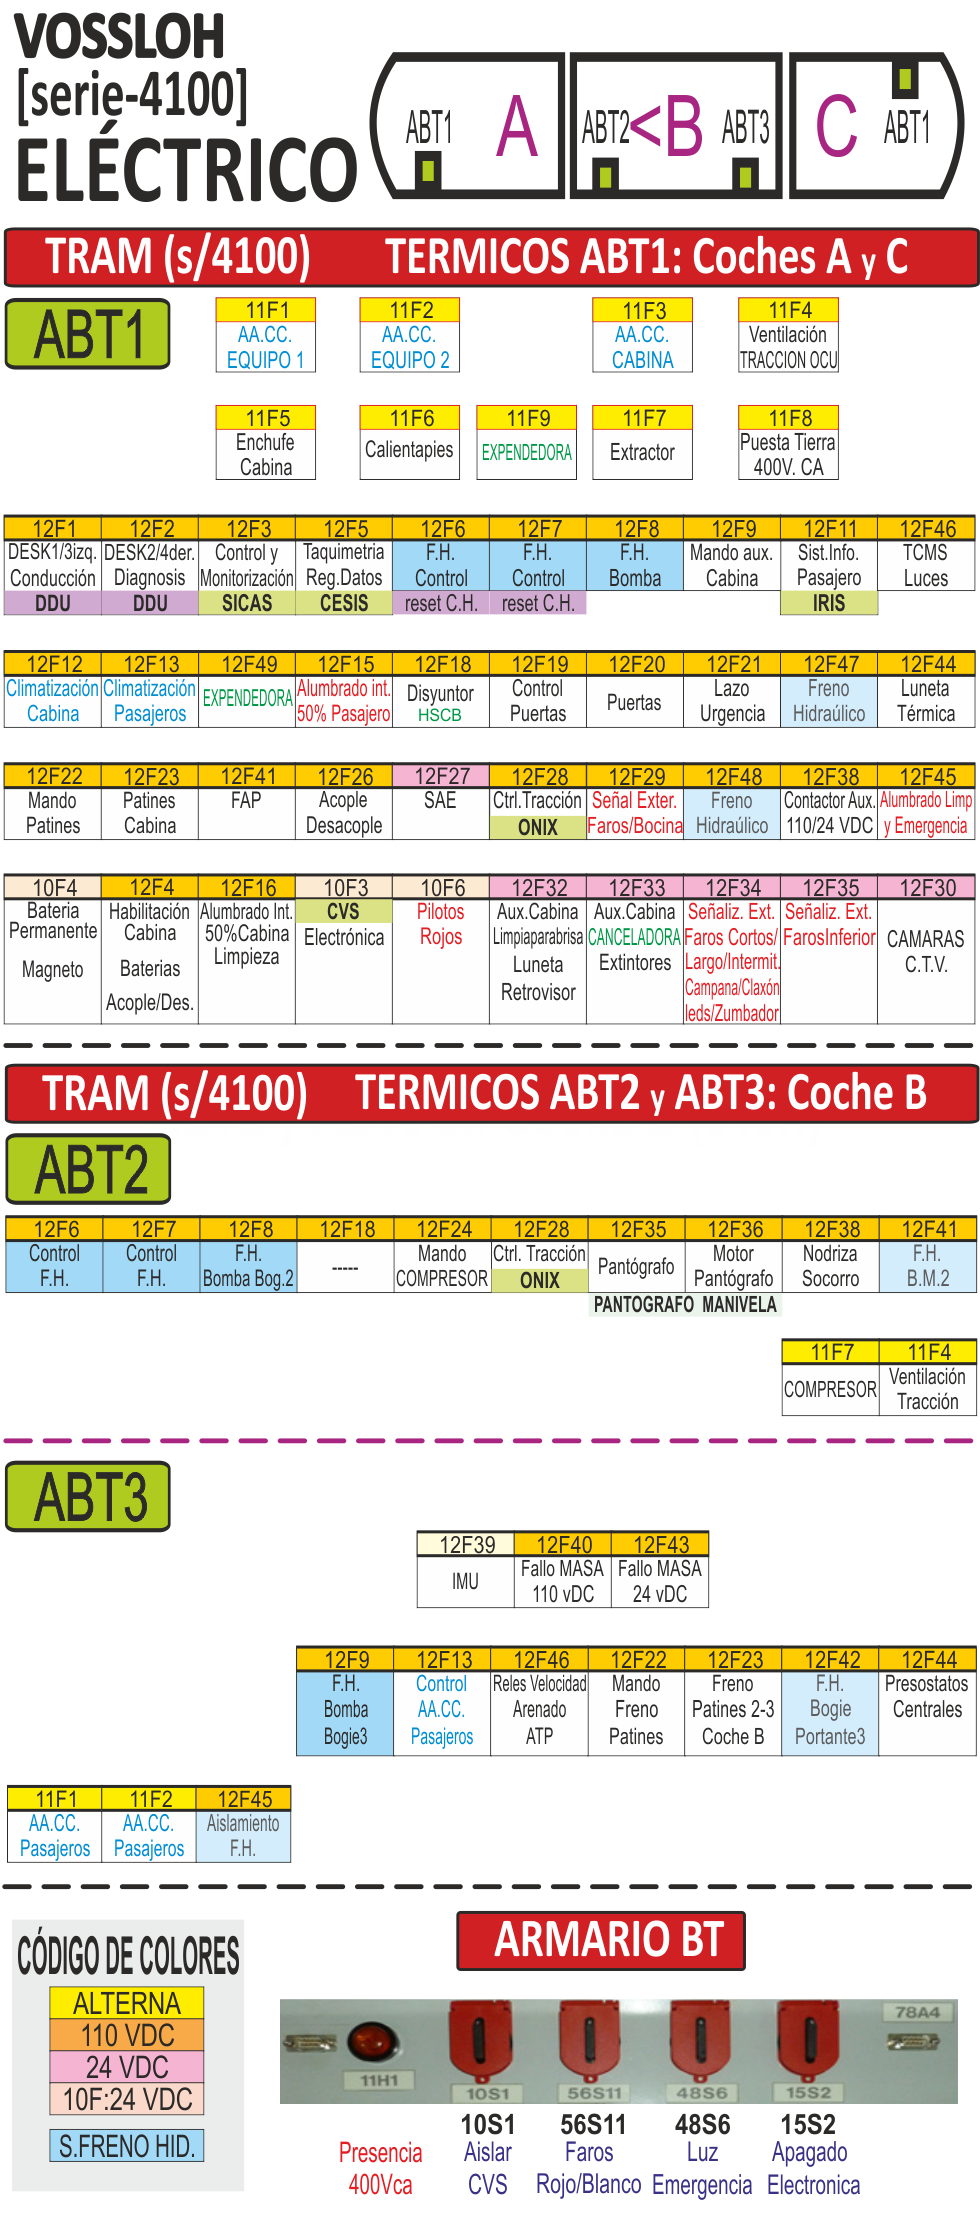 VOSSLOH
[serie-4100]
ELÉCTRICO
ABT1 A ABT2 <B ABT3 C ABT1
TRAM (s/4100) TERMICOS ABT1: Coches A y C
ABT1
11F1 11F2 11F3 11F4
AA.CC. AA.CC. AA.CC. Ventilación
EQUIPO 1 EQUIPO 2 CABINA TRACCION OCU
11F5 11F6 11F9 11F7 11F8
Enchufe Calientapies EXPENDEDORA Extractor Puesta Tierra
Cabina 400V. CA
12F1 12F2 12F3 12F5 12F6 12F7 12F8 12F9 12F11 12F46
DESK1/3izq. DESK2/4der. Control y Taquimetria F.H. F.H. F.H. Mando aux. Sist.Info. TCMS
Conducción Diagnosis Monitorización Reg.Datos Control Control Bomba Cabina Pasajero Luces
DDU DDU SICAS CESIS reset C.H. reset C.H. IRIS
12F12 12F13 12F49 12F15 12F18 12F19 12F20 12F21 12F47 12F44
Climatización Climatización EXPENDEDORA Alumbrado int. Disyuntor Control Puertas Lazo Freno Luneta
Cabina Pasajeros 50% Pasajero HSCB Puertas Urgencia Hidraúlico Térmica
12F22 12F23 12F41 12F26 12F27 12F28 12F29 12F48 12F38 12F45
Mando Patines FAP Acople SAE Ctrl.Tracción Señal Exter. Freno Contactor Aux. Alumbrado Limp
Patines Cabina Desacople ONIX Faros/Bocina Hidraúlico 110/24 VDC y Emergencia
10F4 12F4 12F16 10F3 10F6 12F32 12F33 12F34 12F35 12F30
Bateria Habilitación Alumbrado Int. CVS Pilotos Aux.Cabina Aux.Cabina Señaliz. Ext. Señaliz. Ext.
Permanente Cabina 50%Cabina Electrónica Rojos Limpiaparabrisa CANCELADORA Faros Cortos/ FarosInferior CAMARAS
Magneto Baterias Limpieza Luneta Extintores Largo/Intermit. C.T.V.
Acople/Des. Retrovisor Campana/Claxón
leds/Zumbador
TRAM (s/4100) TERMICOS ABT2 y ABT3: Coche B
ABT2
12F6 12F7 12F8 12F18 12F24 12F28 12F35 12F36 12F38 12F41
Control Control F.H. ----- Mando Ctrl. Tracción Pantógrafo Motor Nodriza F.H.
F.H. F.H. Bomba Bog.2 COMPRESOR ONIX Pantógrafo Socorro B.M.2
PANTOGRAFO MANIVELA
11F7 11F4
COMPRESOR Ventilación
Tracción
ABT3
12F39 12F40 12F43
IMU Fallo MASA Fallo MASA
110 vDC 24 vDC
12F9 12F13 12F46 12F22 12F23 12F42 12F44
F.H. Control Reles Velocidad Mando Freno F.H. Presostatos
Bomba AA.CC. Arenado Freno Patines 2-3 Bogie Centrales
Bogie3 Pasajeros ATP Patines Coche B Portante3
11F1 11F2 12F45
AA.CC. AA.CC. Aislamiento
Pasajeros Pasajeros F.H.
CÓDIGO DE COLORES
ALTERNA
110 VDC
24 VDC
10F:24 VDC
S.FRENO HID.
ARMARIO BT
78A4
11H1 10S1 56S11 48S6 15S2
10S1 56S11 48S6 15S2
Presencia Aislar Faros Luz Apagado
400Vca CVS Rojo/Blanco Emergencia Electronica